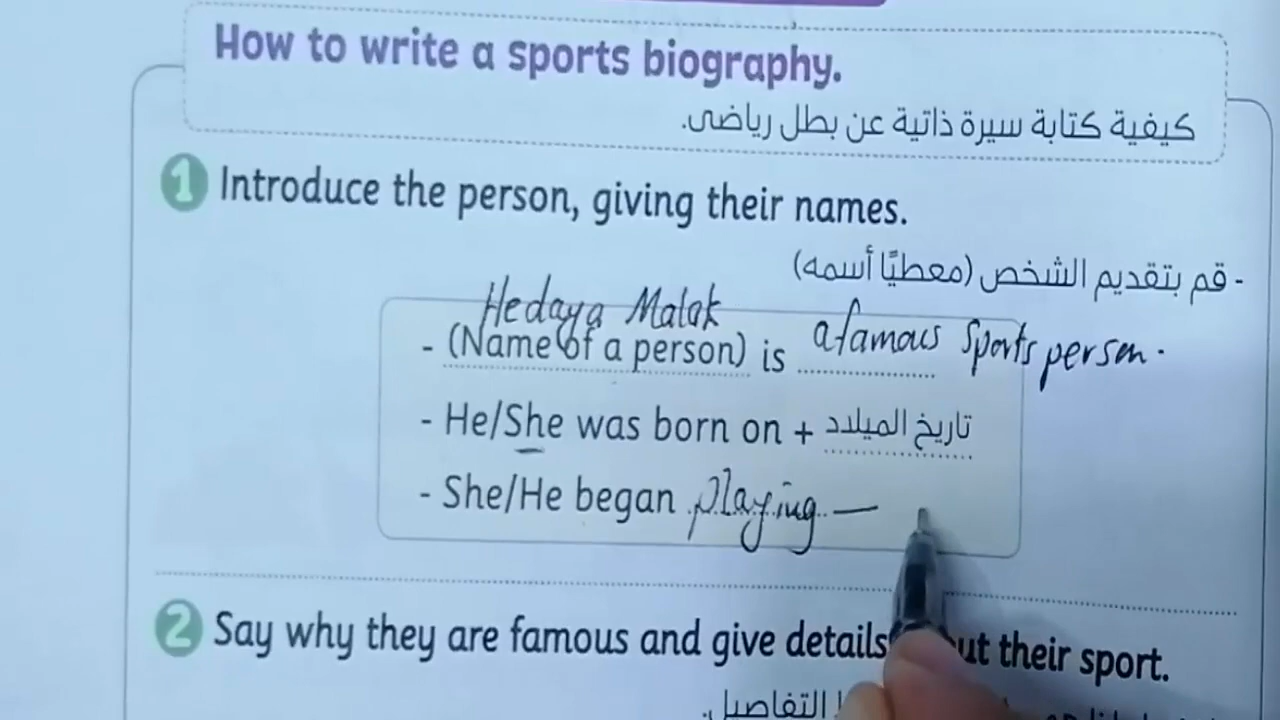 How to write a sports biography.
كيفية كتابة سيرة ذاتية عن بطل رياضى.
1 Introduce the person, giving their names.
- قم بتقديم الشخص (معطيًا أسمه)
Hedaya Malak
- (Name of a person) is a famous Sports person.
- He/She was born on + تاريخ الميلاد
- She/He began playing —
2 Say why they are famous and give details their sport.
التفاصيل.